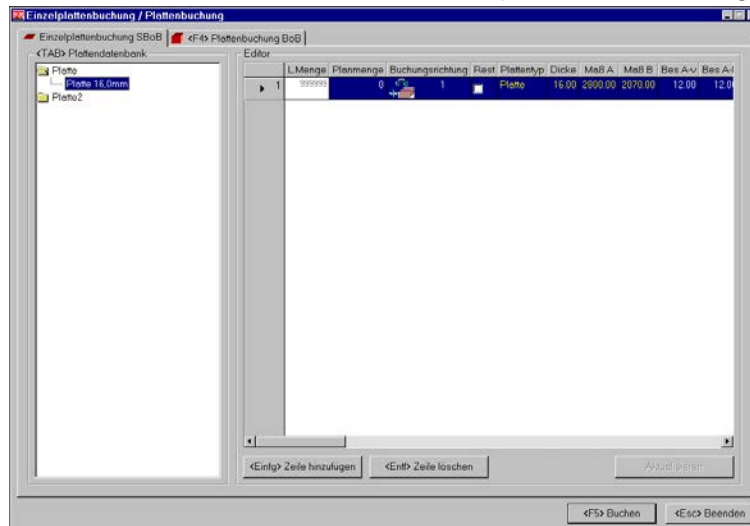 Einzelplattenbuchung / Plattenbuchung
Einzelplattenbuchung SBoB <F4> Plattenbuchung BoB
<TAB> Plattendatenbank
Platte
Platte 16,0mm
Platte2
Editor
L.Menge Planmenge Buchungsrichtung Rest Plattentyp Dicke Maß A Maß B Bes A-v Bes A-
1 999999 0 1 Platte 16.00 2800.00 2070.00 12.00 12.0
<Einfg> Zeile hinzufügen <Entf> Zeile löschen Aktualisieren
<F5> Buchen <Esc> Beenden